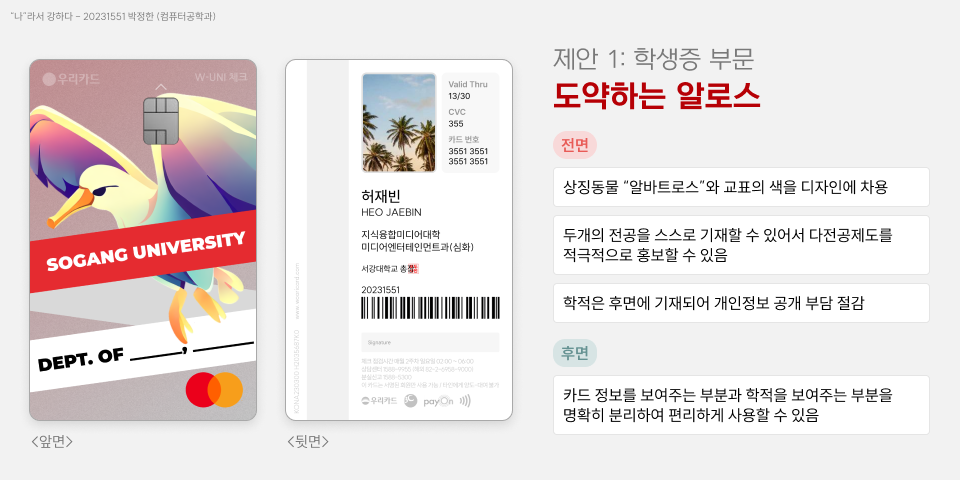 "나"라서 강하다 - 20231551 박정한 (컴퓨터공학과)
우리카드
W·UNI 체크
SOGANG UNIVERSITY
DEPT. OF ________, ________
<앞면>
Valid Thru
13/30
CVC
355
카드 번호
3551 3551
3551 3551
허재빈
HEO JAEBIN
지식융합미디어대학
미디어엔터테인먼트과(심화)
서강대학교 총장
20231551
Signature
우리카드
payOn
<뒷면>
제안 1: 학생증 부문
도약하는 알로스
전면
상징동물 “알바트로스”와 교표의 색을 디자인에 차용
두개의 전공을 스스로 기재할 수 있어서 다전공제도를
적극적으로 홍보할 수 있음
학적은 후면에 기재되어 개인정보 공개 부담 절감
후면
카드 정보를 보여주는 부분과 학적을 보여주는 부분을
명확히 분리하여 편리하게 사용할 수 있음